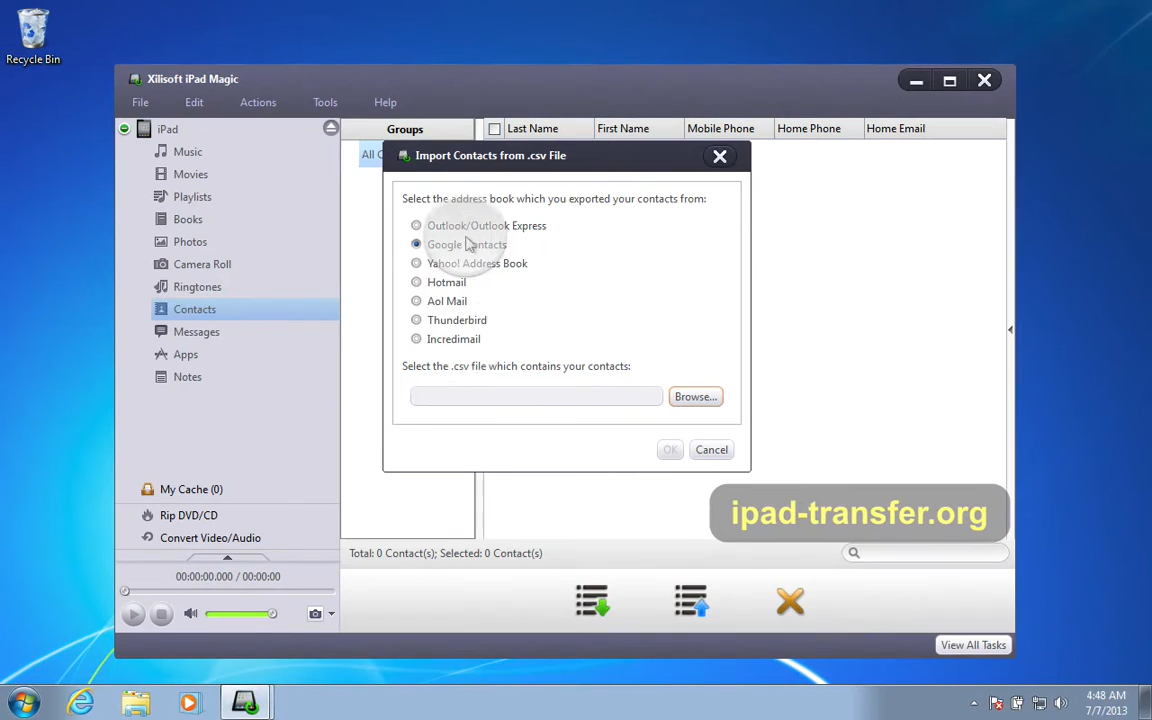 Recycle Bin
Xilisoft iPad Magic
File Edit Actions Tools Help
iPad
Music
Movies
Playlists
Books
Photos
Camera Roll
Ringtones
Contacts
Messages
Apps
Notes
My Cache (0)
Rip DVD/CD
Convert Video/Audio
00:00:00.000 / 00:00:00
Groups
Last Name First Name Mobile Phone Home Phone Home Email
All C
Import Contacts from .csv File
Select the address book which you exported your contacts from:
Outlook/Outlook Express
Google Contacts
Yahoo! Address Book
Hotmail
Aol Mail
Thunderbird
Incredimail
Select the .csv file which contains your contacts:
Browse...
OK Cancel
ipad-transfer.org
Total: 0 Contact(s); Selected: 0 Contact(s)
View All Tasks
4:48 AM
7/7/2013